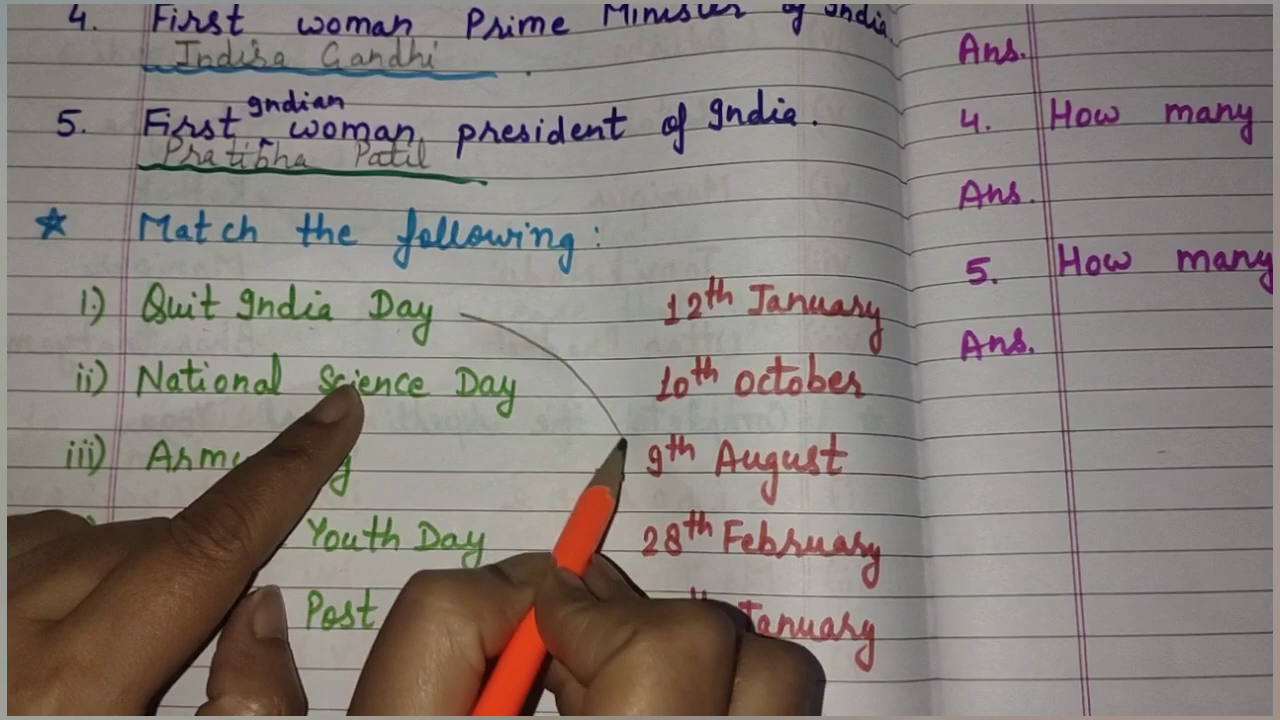 4. First woman Prime Minister of India.
Indira Gandhi
5. First Indian woman president of India.
Pratibha Patil
* Match the following:
i) Quit India Day 12th January
ii) National Science Day 10th October
iii) Army 9th August
Youth Day 28th February
Post January
Ans.
4. How many
Ans.
5. How many
Ans.